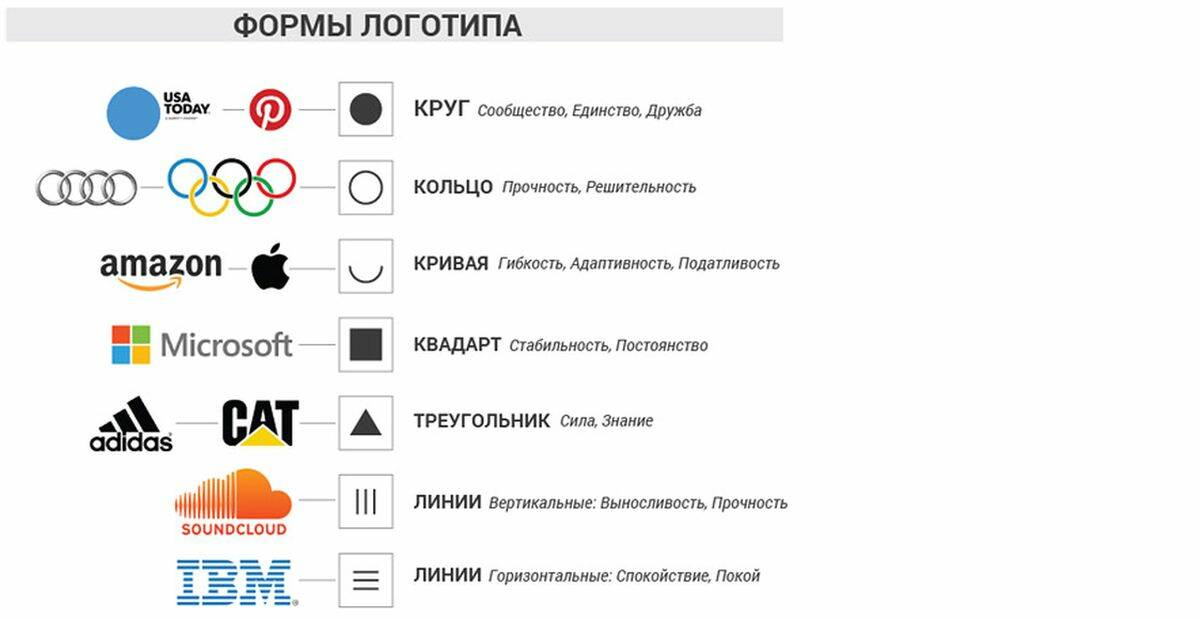 ФОРМЫ ЛОГОТИПА
USA TODAY КРУГ Сообщество, Единство, Дружба
КОЛЬЦО Прочность, Решительность
amazon КРИВАЯ Гибкость, Адаптивность, Податливость
Microsoft КВАДАРТ Стабильность, Постоянство
adidas CAT ТРЕУГОЛЬНИК Сила, Знание
SOUNDCLOUD ЛИНИИ Вертикальные: Выносливость, Прочность
IBM ЛИНИИ Горизонтальные: Спокойствие, Покой